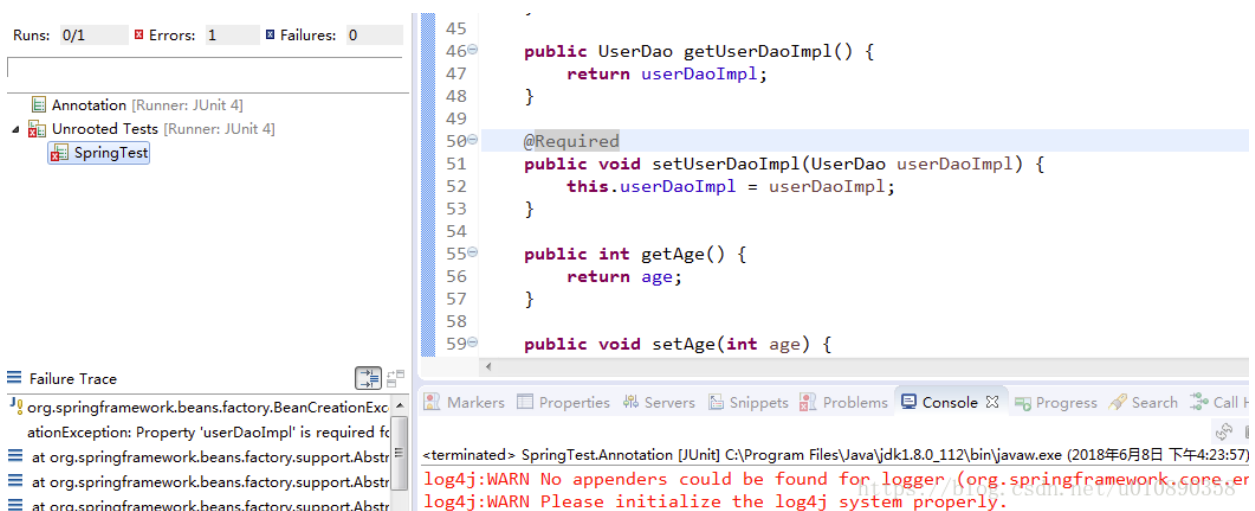 Runs: 0/1 Errors: 1 Failures: 0
Annotation [Runner: JUnit 4]
Unrooted Tests [Runner: JUnit 4]
SpringTest
Failure Trace
org.springframework.beans.factory.BeanCreationExc
ationException: Property 'userDaoImpl' is required fo
at org.springframework.beans.factory.support.Abstr
at org.springframework.beans.factory.support.Abstr
at org.springframework.beans.factory.support.Abstr
45
46 public UserDao getUserDaoImpl() {
47 return userDaoImpl;
48 }
49
50 @Required
51 public void setUserDaoImpl(UserDao userDaoImpl) {
52 this.userDaoImpl = userDaoImpl;
53 }
54
55 public int getAge() {
56 return age;
57 }
58
59 public void setAge(int age) {
Markers Properties Servers Snippets Problems Console Progress Search Call H
<terminated> SpringTest.Annotation [JUnit] C:\Program Files\Java\jdk1.8.0_112\bin\javaw.exe (2018年6月8日 下午4:23:57)
log4j:WARN No appenders could be found for logger (org.springframework.core.en
log4j:WARN Please initialize the log4j system properly.
https://blog.csdn.net/u010890358